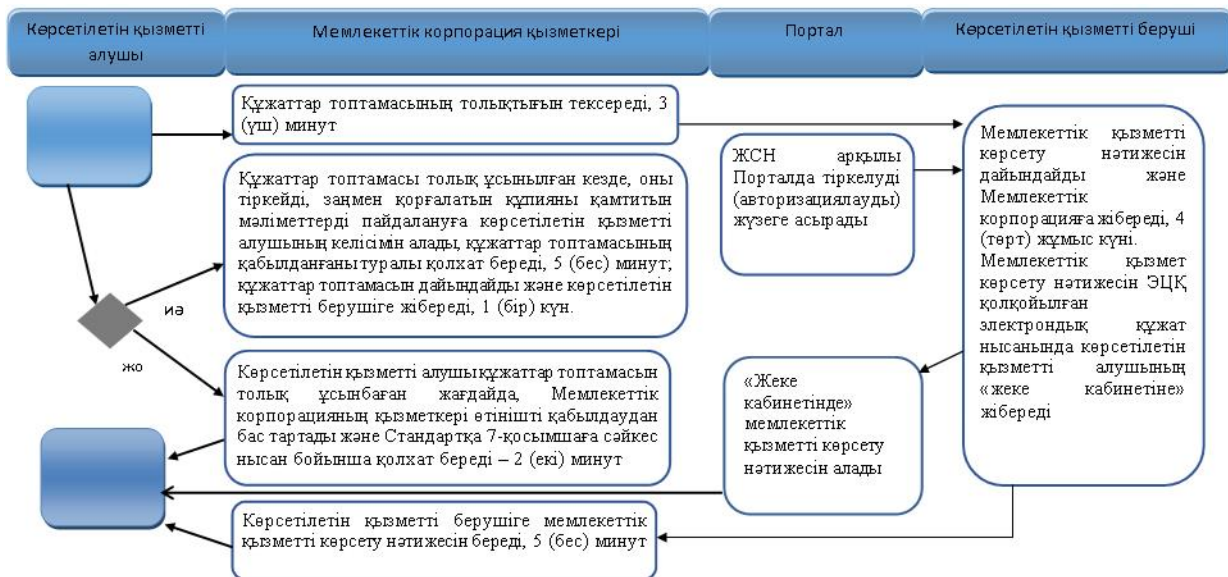 Көрсетілетін қызметті
алушы
Мемлекеттік корпорация қызметкері
Портал
Көрсетілетін қызметті беруші
Құжаттар топтамасының толықтығын тексереді, 3
(үш) минут
Құжаттар топтамасы толық ұсынылған кезде, оны
тіркейді, заңмен қорғалатын құпияны қамтитын
мәліметтерді пайдалануға көрсетілетін қызметті
алушының келісімін алады, құжаттар топтамасының
қабылданғаны туралы қолхат береді, 5 (бес) минут;
құжаттар топтамасын дайындайды және көрсетілетін
қызметті берушіге жібереді, 1 (бір) күн.
иә
жо
Көрсетілетін қызметті алушы құжаттар топтамасын
толық ұсынбаған жағдайда, Мемлекеттік
корпорацияның қызметкері өтінішті қабылдаудан
бас тартады және Стандартқа 7-қосымшаға сәйкес
нысан бойынша қолхат береді – 2 (екі) минут
Көрсетілетін қызметті берушіге мемлекеттік
қызметті көрсету нәтижесін береді, 5 (бес) минут
ЖСН арқылы
Порталда тіркелуді
(авторизациялауды)
жүзеге асырады
«Жеке
кабинетінде»
мемлекеттік
қызметті көрсету
нәтижесін алады
Мемлекеттік қызметті
көрсету нәтижесін
дайындайды және
Мемлекеттік
корпорацияға жібереді, 4
(төрт) жұмыс күні.
Мемлекеттік қызмет
көрсету нәтижесін ЭЦҚ
қолқойылған
электрондық құжат
нысанында көрсетілетін
қызметті алушының
«жеке кабинетіне»
жібереді